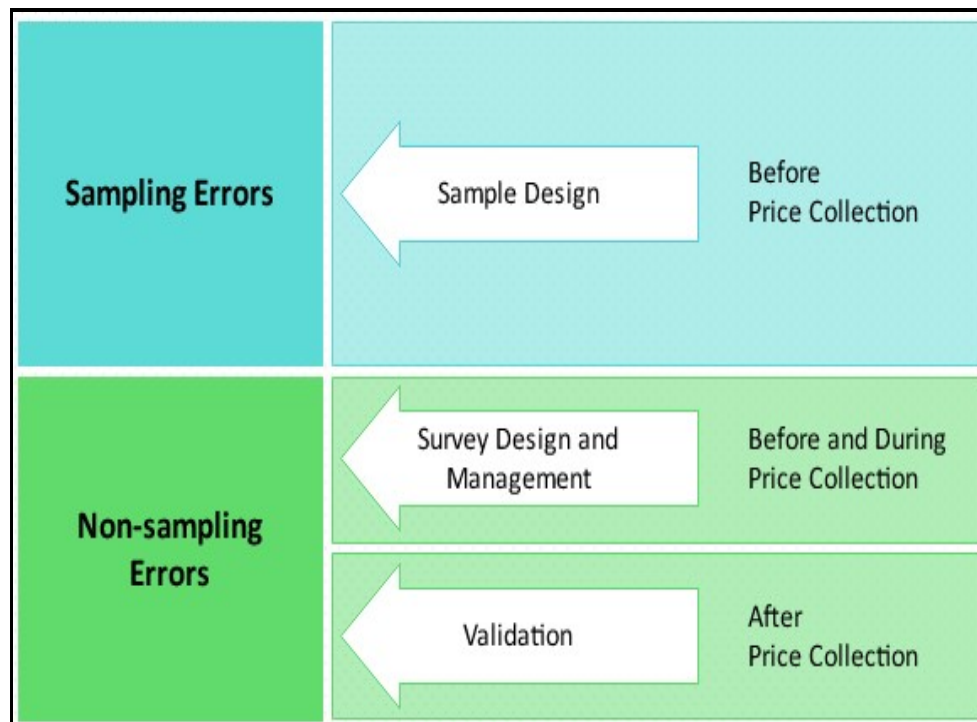 Sampling Errors
Sample Design
Before
Price Collection
Non-sampling
Errors
Survey Design and
Management
Before and During
Price Collection
Validation
After
Price Collection